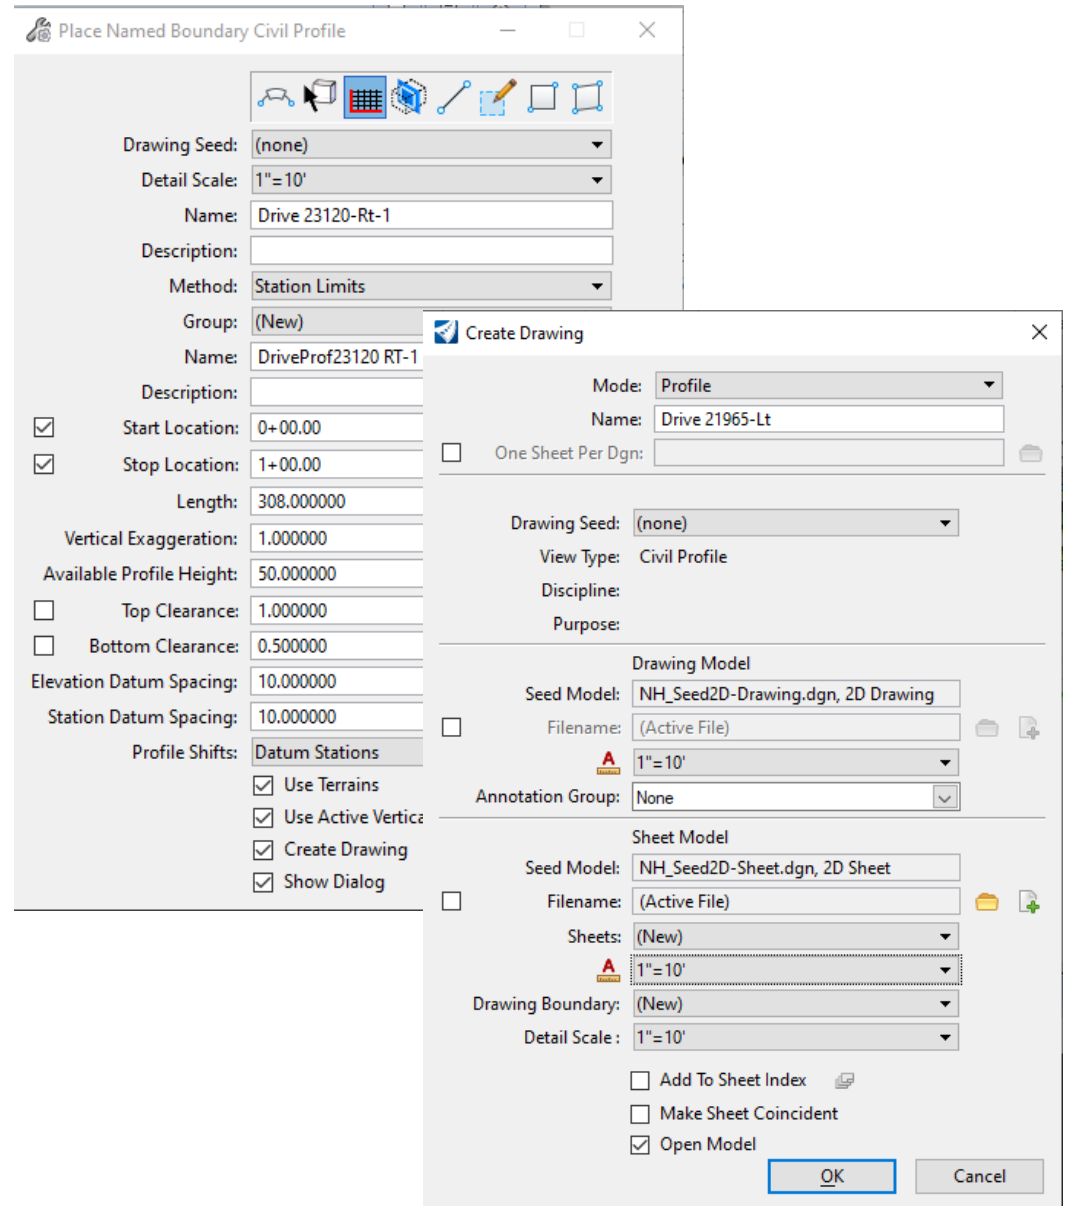 Place Named Boundary Civil Profile
Drawing Seed: (none)
Detail Scale: 1"=10'
Name: Drive 23120-Rt-1
Description:
Method: Station Limits
Group: (New)
Name: DriveProf23120 RT-1
Description:
Start Location: 0+00.00
Stop Location: 1+00.00
Length: 308.000000
Vertical Exaggeration: 1.000000
Available Profile Height: 50.000000
Top Clearance: 1.000000
Bottom Clearance: 0.500000
Elevation Datum Spacing: 10.000000
Station Datum Spacing: 10.000000
Profile Shifts: Datum Stations
Use Terrains
Use Active Vertica
Create Drawing
Show Dialog
Create Drawing
Mode: Profile
Name: Drive 21965-Lt
One Sheet Per Dgn:
Drawing Seed: (none)
View Type: Civil Profile
Discipline:
Purpose:
Drawing Model
Seed Model: NH_Seed2D-Drawing.dgn, 2D Drawing
Filename: (Active File)
A 1"=10'
Annotation Group: None
Sheet Model
Seed Model: NH_Seed2D-Sheet.dgn, 2D Sheet
Filename: (Active File)
Sheets: (New)
A 1"=10'
Drawing Boundary: (New)
Detail Scale : 1"=10'
Add To Sheet Index
Make Sheet Coincident
Open Model
OK Cancel